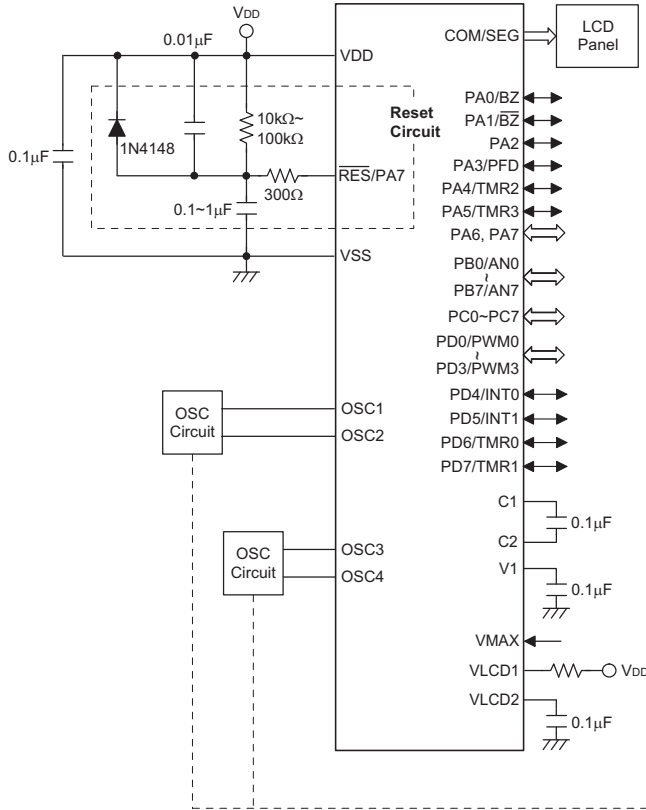 VDD
0.01μF
VDD
10kΩ~
100kΩ
Reset
Circuit
1N4148
0.1μF
300Ω
RES/PA7
0.1~1μF
VSS
OSC
Circuit
OSC1
OSC2
OSC
Circuit
OSC3
OSC4
COM/SEG
LCD
Panel
PA0/BZ
PA1/BZ
PA2
PA3/PFD
PA4/TMR2
PA5/TMR3
PA6, PA7
PB0/AN0
~
PB7/AN7
PC0~PC7
PD0/PWM0
~
PD3/PWM3
PD4/INT0
PD5/INT1
PD6/TMR0
PD7/TMR1
C1
0.1μF
C2
V1
0.1μF
VMAX
VLCD1
VDD
VLCD2
0.1μF